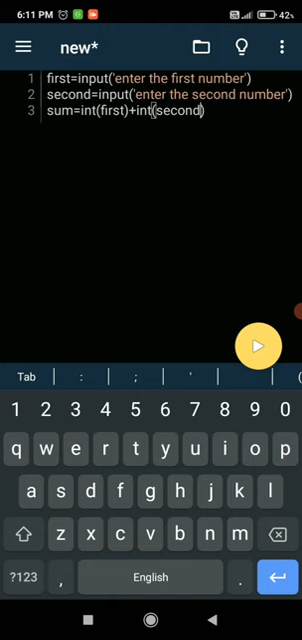 6:11 PM 42%
new*
1 first=input('enter the first number')
2 second=input('enter the second number')
3 sum=int(first)+int(second)
Tab : ; ' (
1 2 3 4 5 6 7 8 9 0
q w e r t y u i o p
a s d f g h j k l
z x c v b n m
?123 , English .